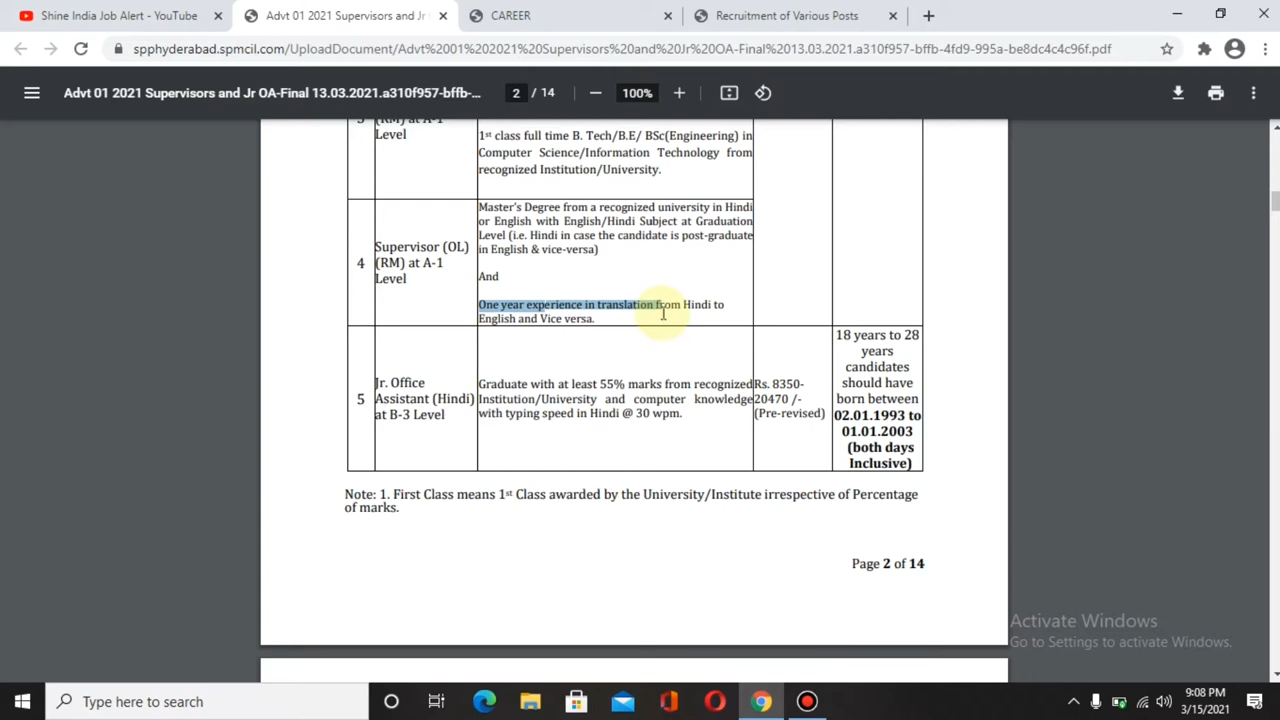 Shine India Job Alert - YouTube
Advt 01 2021 Supervisors and Jr
CAREER
Recruitment of Various Posts
spphyderabad.spmcil.com/UploadDocument/Advt%2001%202021%20Supervisors%20and%20Jr%20OA-Final%2013.03.2021.a310f957-bffb-4fd9-995a-be8dc4c4c96f.pdf
Advt 01 2021 Supervisors and Jr OA-Final 13.03.2021.a310f957-bffb-...
2 / 14
100%
3
(RM) at A-1
Level
1st class full time B. Tech/B.E/ BSc(Engineering) in
Computer Science/Information Technology from
recognized Institution/University.
4
Supervisor (OL)
(RM) at A-1
Level
Master's Degree from a recognized university in Hindi
or English with English/Hindi Subject at Graduation
Level (i.e. Hindi in case the candidate is post-graduate
in English & vice-versa)
And
One year experience in translation from Hindi to
English and Vice versa.
5
Jr. Office
Assistant (Hindi)
at B-3 Level
Graduate with at least 55% marks from recognized
Institution/University and computer knowledge
with typing speed in Hindi @ 30 wpm.
Rs. 8350-
20470 /-
(Pre-revised)
18 years to 28
years
candidates
should have
born between
02.01.1993 to
01.01.2003
(both days
Inclusive)
Note: 1. First Class means 1st Class awarded by the University/Institute irrespective of Percentage
of marks.
Page 2 of 14
Activate Windows
Go to Settings to activate Windows.
Type here to search
9:08 PM
3/15/2021